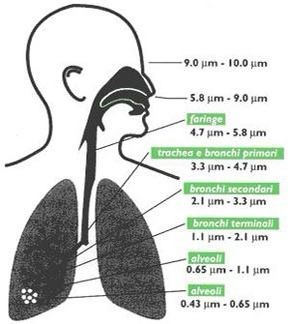 9.0 µm - 10.0 µm
5.8 µm - 9.0 µm
faringe
4.7 µm - 5.8 µm
trachea e bronchi primori
3.3 µm - 4.7 µm
bronchi secondari
2.1 µm - 3.3 µm
bronchi terminali
1.1 µm - 2.1 µm
alveoli
0.65 µm - 1.1 µm
alveoli
0.43 µm - 0.65 µm